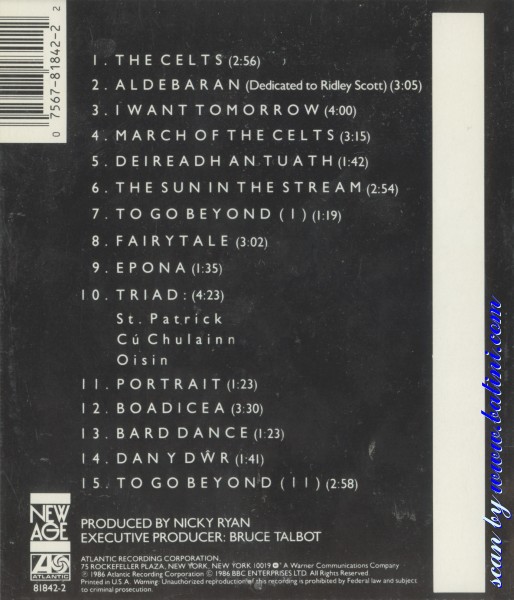 0 7567-81842-2 2
1. THE CELTS (2:56)
2. ALDEBARAN (Dedicated to Ridley Scott) (3:05)
3. I WANT TOMORROW (4:00)
4. MARCH OF THE CELTS (3:15)
5. DEIREADH AN TUATH (1:42)
6. THE SUN IN THE STREAM (2:54)
7. TO GO BEYOND (I) (1:19)
8. FAIRYTALE (3:02)
9. EPONA (1:35)
10. TRIAD: (4:23)
St. Patrick
Cú Chulainn
Oisin
11. PORTRAIT (1:23)
12. BOADICEA (3:30)
13. BARD DANCE (1:23)
14. DAN Y DŴR (1:41)
15. TO GO BEYOND (II) (2:58)
NEW AGE
PRODUCED BY NICKY RYAN
EXECUTIVE PRODUCER: BRUCE TALBOT
ATLANTIC
81842-2
ATLANTIC RECORDING CORPORATION,
75 ROCKEFELLER PLAZA, NEW YORK, NEW YORK 10019 A Warner Communications Company
℗ 1986 Atlantic Recording Corporation © 1986 BBC ENTERPRISES LTD. All Rights Reserved
Printed in U.S.A. Warning: Unauthorized reproduction of this recording is prohibited by Federal law and subject
to criminal prosecution.
scan by www.batini.com